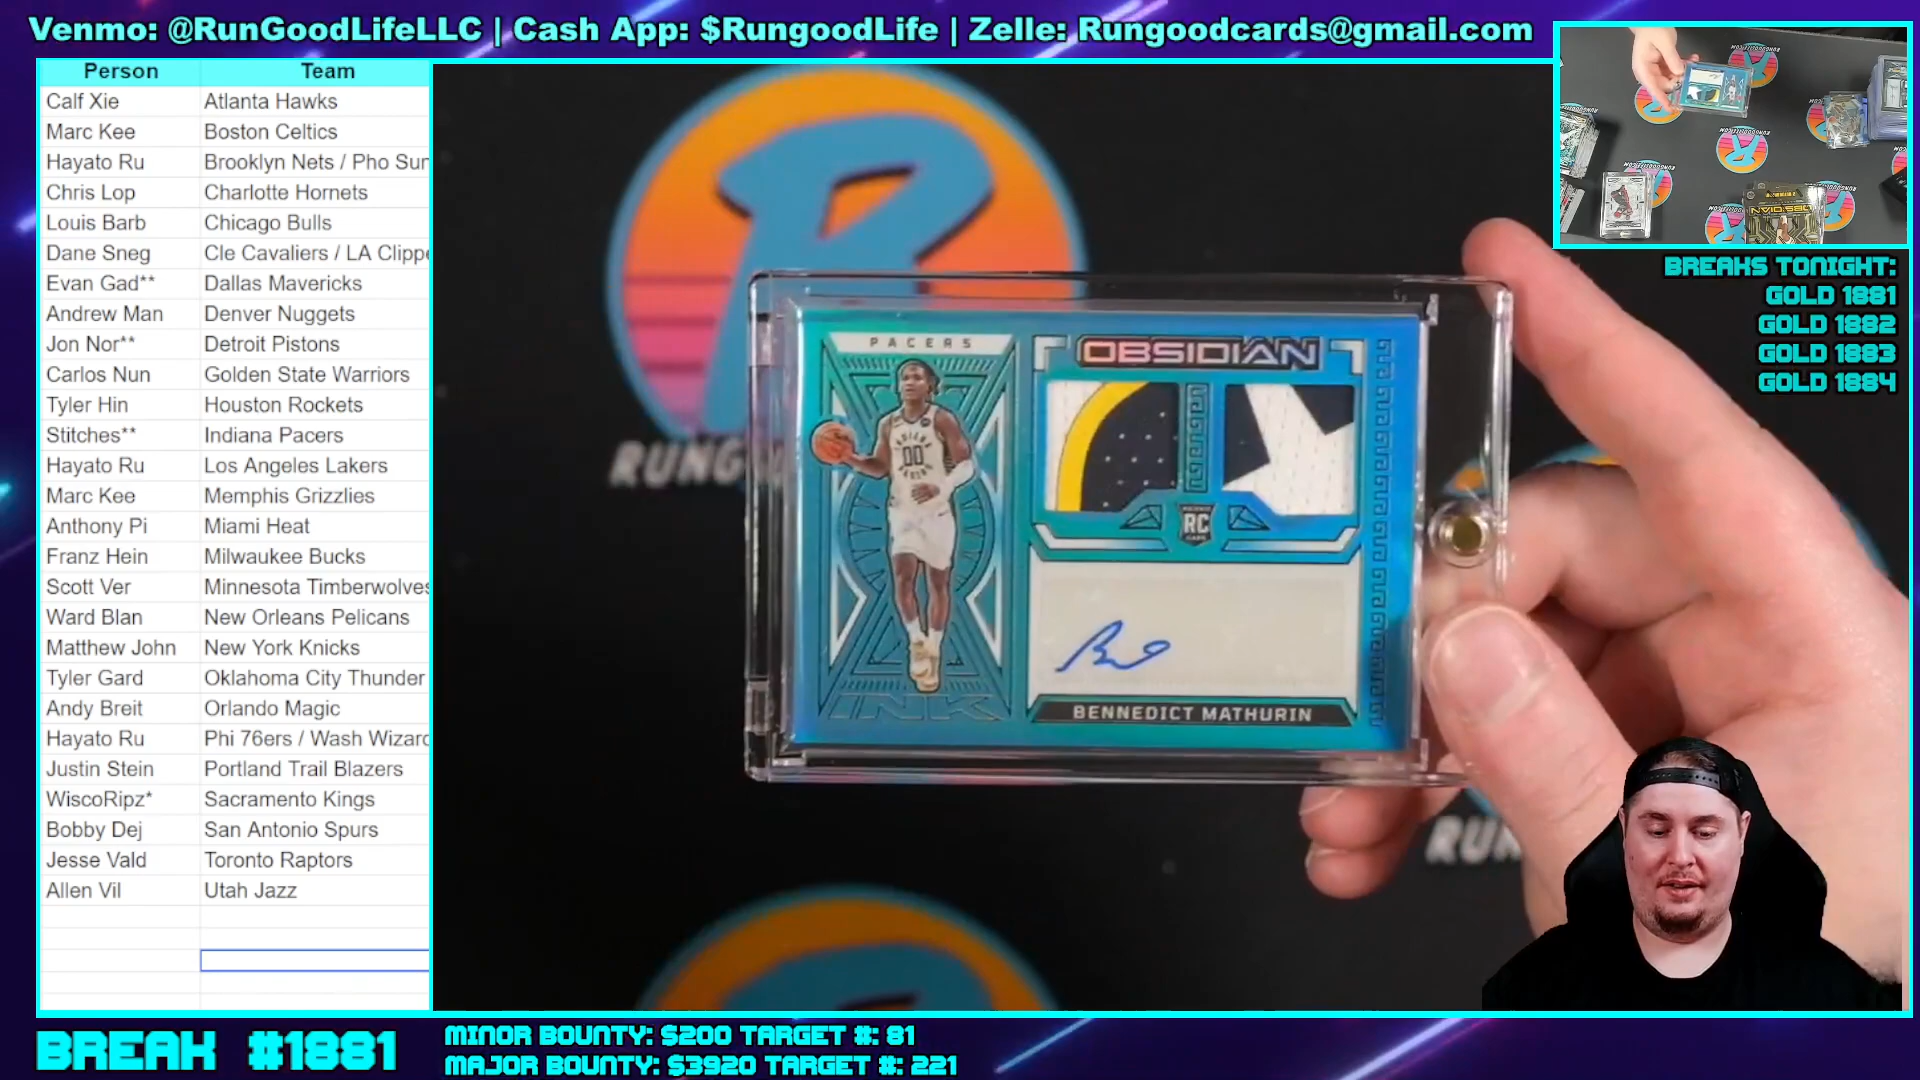 Venmo: @RunGoodLifeLLC | Cash App: $RungoodLife | Zelle: Rungoodcards@gmail.com
Person Team
Calf Xie Atlanta Hawks
Marc Kee Boston Celtics
Hayato Ru Brooklyn Nets / Pho Sun
Chris Lop Charlotte Hornets
Louis Barb Chicago Bulls
Dane Sneg Cle Cavaliers / LA Clippe
Evan Gad** Dallas Mavericks
Andrew Man Denver Nuggets
Jon Nor** Detroit Pistons
Carlos Nun Golden State Warriors
Tyler Hin Houston Rockets
Stitches** Indiana Pacers
Hayato Ru Los Angeles Lakers
Marc Kee Memphis Grizzlies
Anthony Pi Miami Heat
Franz Hein Milwaukee Bucks
Scott Ver Minnesota Timberwolves
Ward Blan New Orleans Pelicans
Matthew John New York Knicks
Tyler Gard Oklahoma City Thunder
Andy Breit Orlando Magic
Hayato Ru Phi 76ers / Wash Wizard
Justin Stein Portland Trail Blazers
WiscoRipz* Sacramento Kings
Bobby Dej San Antonio Spurs
Jesse Vald Toronto Raptors
Allen Vil Utah Jazz
R
RUNG
PACERS
OBSIDIAN
INDIANA
00
RC
INK
BENNEDICT MATHURIN
RUN
OBSIDIAN
BREAKS TONIGHT:
GOLD 1881
GOLD 1882
GOLD 1883
GOLD 1884
BREAK #1881
MINOR BOUNTY: $200 TARGET #: 81
MAJOR BOUNTY: $3920 TARGET #: 221